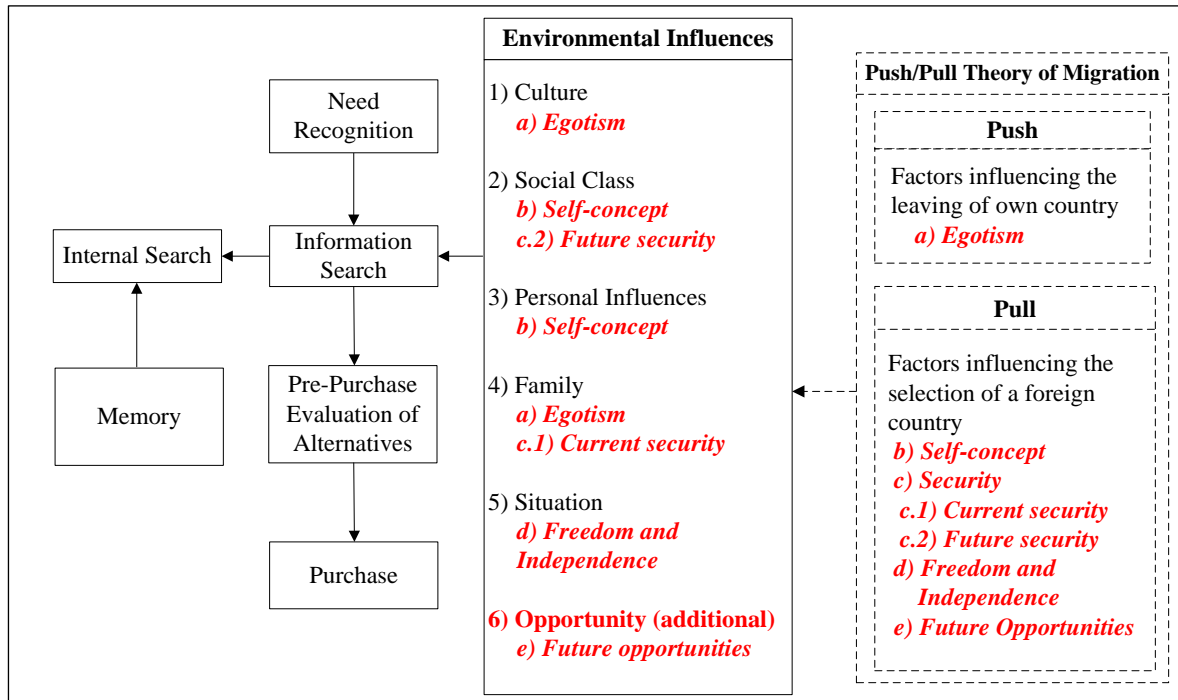 Need
Recognition
Internal Search
Information
Search
Memory
Pre-Purchase
Evaluation of
Alternatives
Purchase
Environmental Influences
1) Culture
a) Egotism
2) Social Class
b) Self-concept
c.2) Future security
3) Personal Influences
b) Self-concept
4) Family
a) Egotism
c.1) Current security
5) Situation
d) Freedom and
Independence
6) Opportunity (additional)
e) Future opportunities
Push/Pull Theory of Migration
Push
Factors influencing the
leaving of own country
a) Egotism
Pull
Factors influencing the
selection of a foreign
country
b) Self-concept
c) Security
c.1) Current security
c.2) Future security
d) Freedom and
Independence
e) Future Opportunities